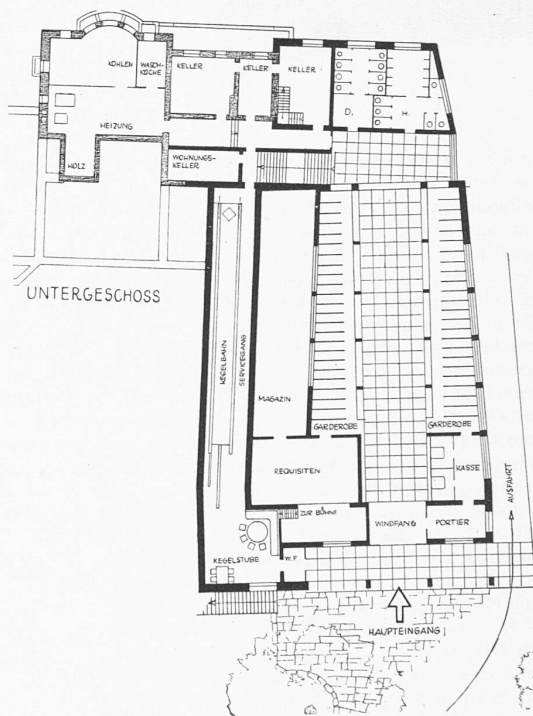 KOHLEN
WASCH-
KÜCHE
KELLER
KELLER
KELLER
D.
H.
HEIZUNG
HOLZ
WOHNUNGS-
KELLER
UNTERGESCHOSS
KEGELBAHN
SERVICEGANG
MAGAZIN
GARDEROBE
GARDEROBE
REQUISITEN
KASSE
ZUR BÜHNE
WINDFANG
PORTIER
AUSFAHRT
KEGELSTUBE
W.F.
HAUPTEINGANG